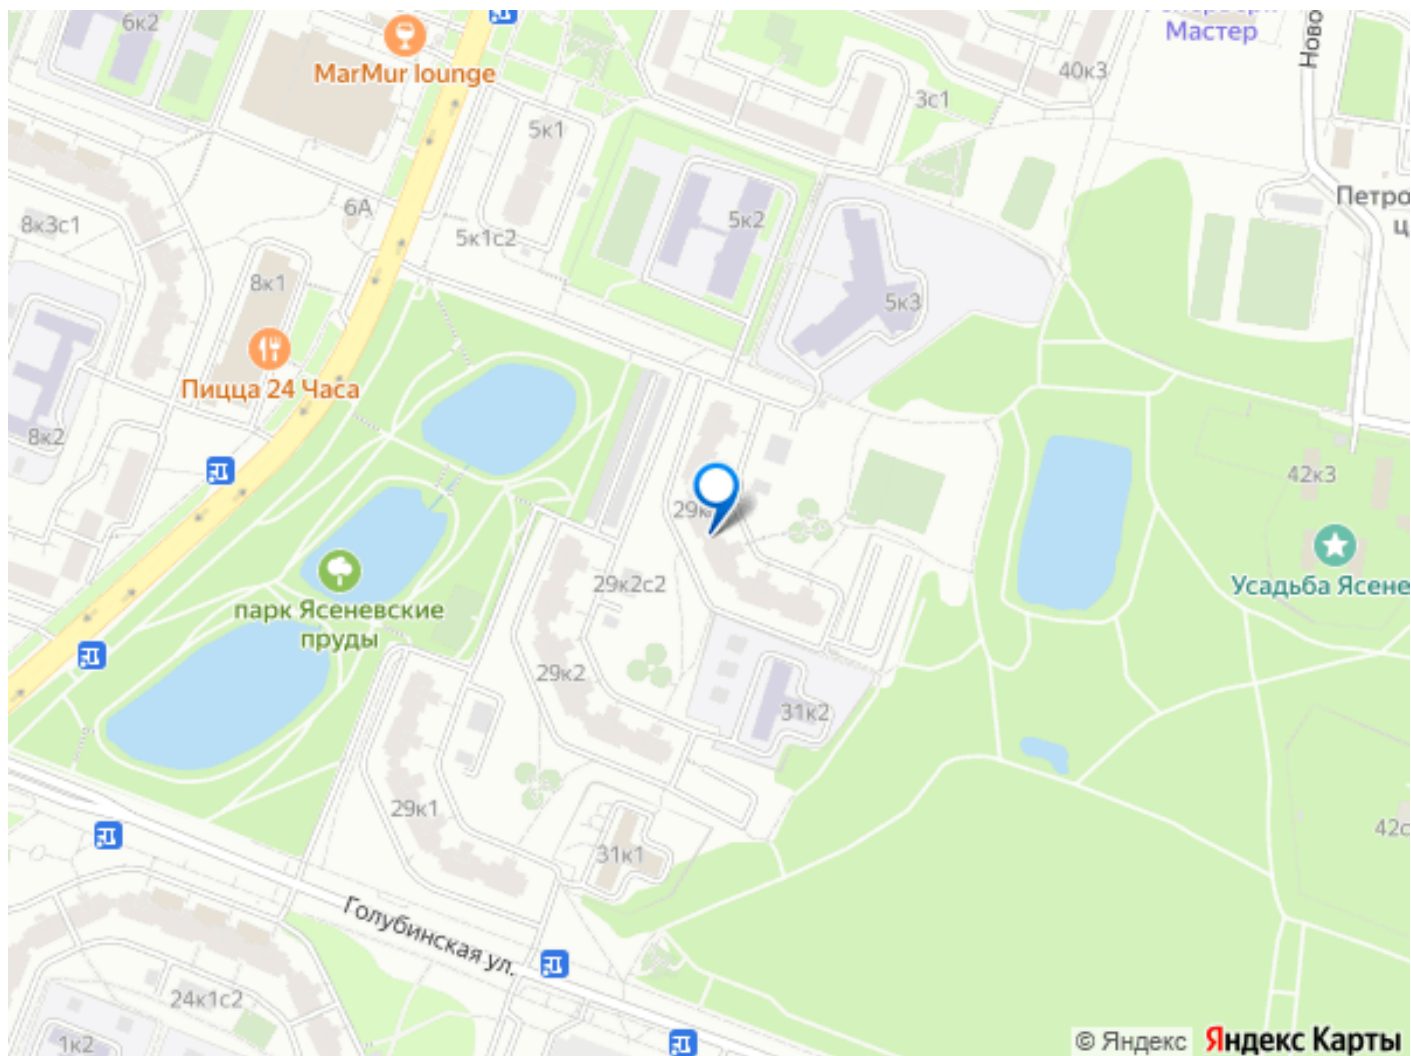 6к2
MarMur lounge
Мастер
40к3
3с1
Ново
5к1
5к2
Петро
ц
6А
8к3с1
5к1с2
8к1
5к3
Пицца 24 Часа
8к2
42к3
29к
парк Ясеневские
пруды
29к2с2
Усадьба Ясене
29к2
31к2
29к1
42с
31к1
Голубинская ул.
24к1с2
1к2
© Яндекс
Яндекс Карты